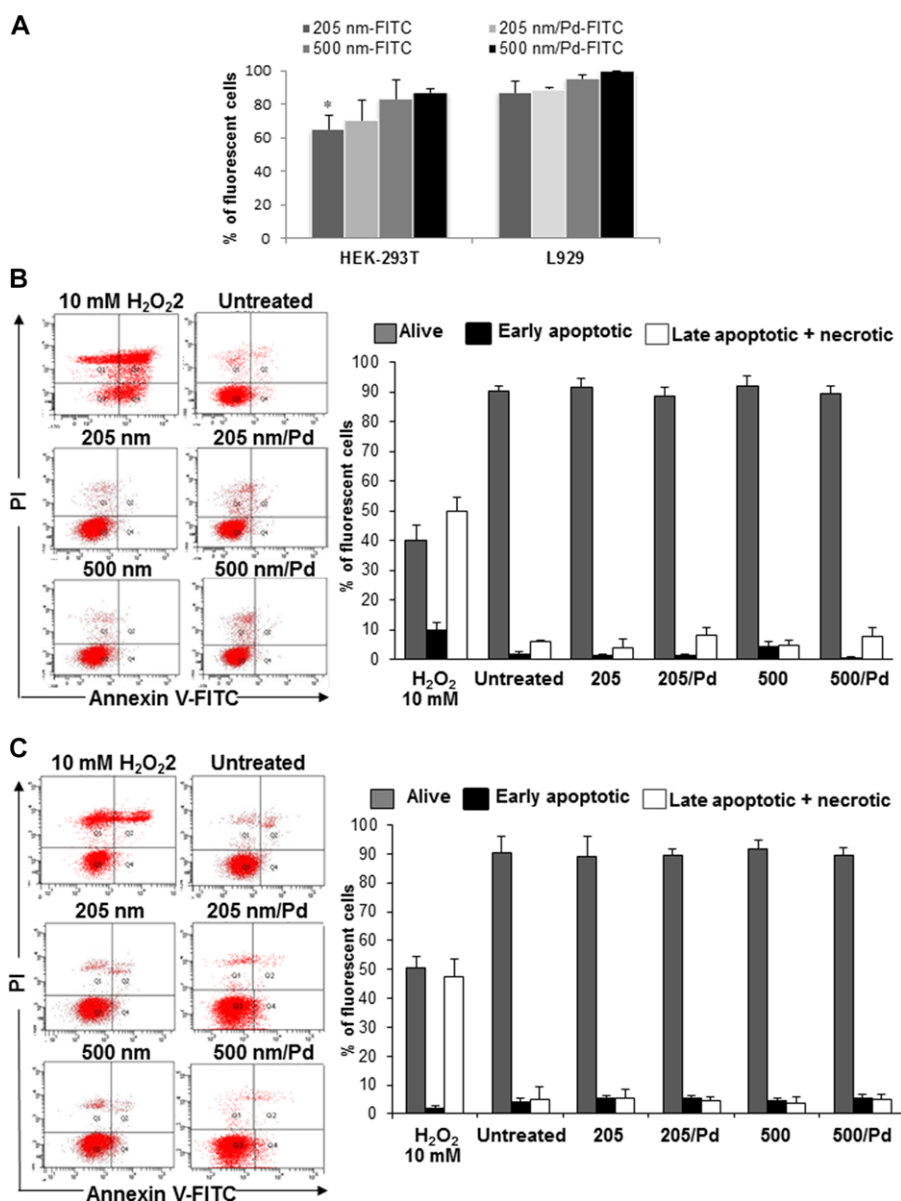 A
205 nm-FITC 205 nm/Pd-FITC
500 nm-FITC 500 nm/Pd-FITC
% of fluorescent cells
100
80
60
40
20
0
*
HEK-293T L929
B
10 mM H₂O₂2 Untreated
205 nm 205 nm/Pd
500 nm 500 nm/Pd
PI
Annexin V-FITC
Alive Early apoptotic Late apoptotic + necrotic
% of fluorescent cells
100
90
80
70
60
50
40
30
20
10
0
H₂O₂ Untreated 205 205/Pd 500 500/Pd
10 mM
C
10 mM H₂O₂2 Untreated
205 nm 205 nm/Pd
500 nm 500 nm/Pd
PI
Annexin V-FITC
Alive Early apoptotic Late apoptotic + necrotic
% of fluorescent cells
100
90
80
70
60
50
40
30
20
10
0
H₂O₂ Untreated 205 205/Pd 500 500/Pd
10 mM